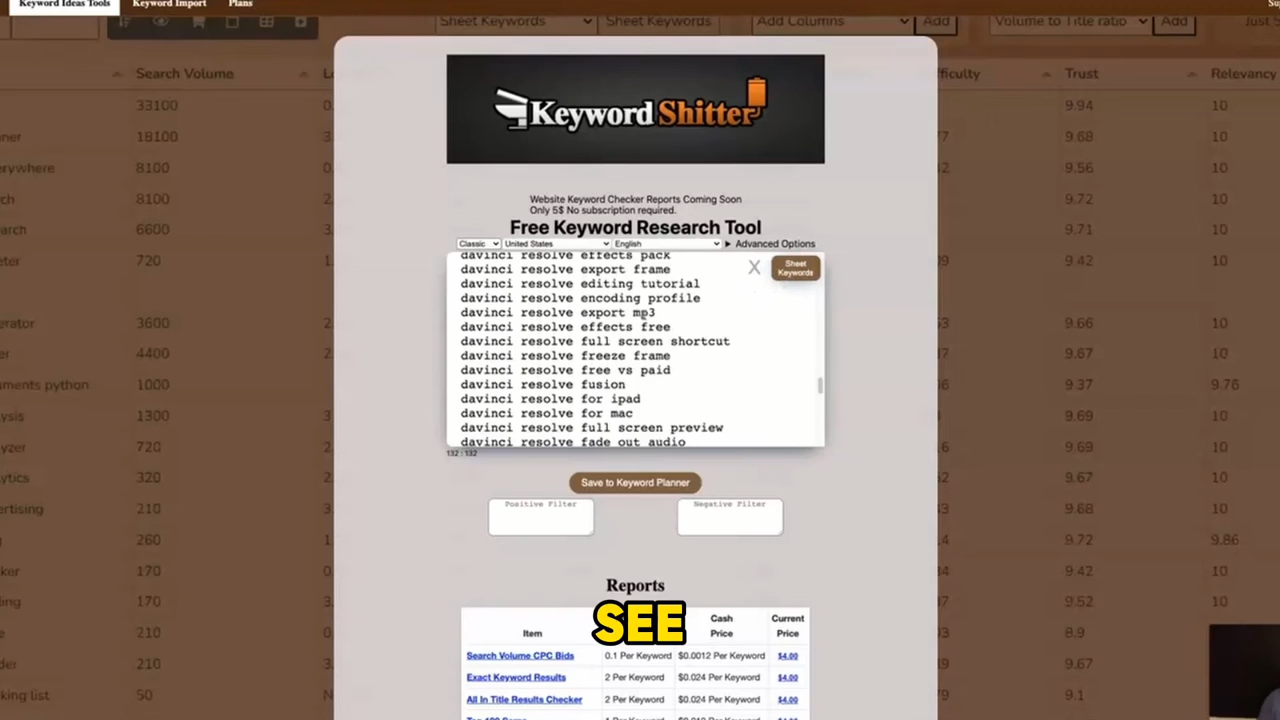 Keyword Ideas Tools Keyword Import Plans
Sheet Keywords Sheet Keywords Add Columns Add Volume to Title ratio Add Just
Search Volume Trust Relevancy
33100 9.94 10
18100 9.68 10
8100 9.56 10
8100 9.72 10
6600 9.71 10
720 9.42 10
3600 9.66 10
4400 9.67 10
1000 9.37 9.76
1300 9.69 10
720 9.69 10
320 9.67 10
210 9.68 10
260 9.72 9.86
170 9.42 10
170 9.52 10
210 8.9 10
210 9.67 10
50 9.1 10
Keyword Shitter
Website Keyword Checker Reports Coming Soon
Only 5$ No subscription required.
Free Keyword Research Tool
Classic United States English Advanced Options
davinci resolve effects pack
davinci resolve export frame
davinci resolve editing tutorial
davinci resolve encoding profile
davinci resolve export mp3
davinci resolve effects free
davinci resolve full screen shortcut
davinci resolve freeze frame
davinci resolve free vs paid
davinci resolve fusion
davinci resolve for ipad
davinci resolve for mac
davinci resolve full screen preview
davinci resolve fade out audio
X
Sheet
Keywords
132 : 132
Save to Keyword Planner
Positive Filter Negative Filter
Reports
SEE
Item Cash Price Current Price
Search Volume CPC Bids 0.1 Per Keyword $0.0012 Per Keyword $4.00
Exact Keyword Results 2 Per Keyword $0.024 Per Keyword $4.00
All In Title Results Checker 2 Per Keyword $0.024 Per Keyword $4.00